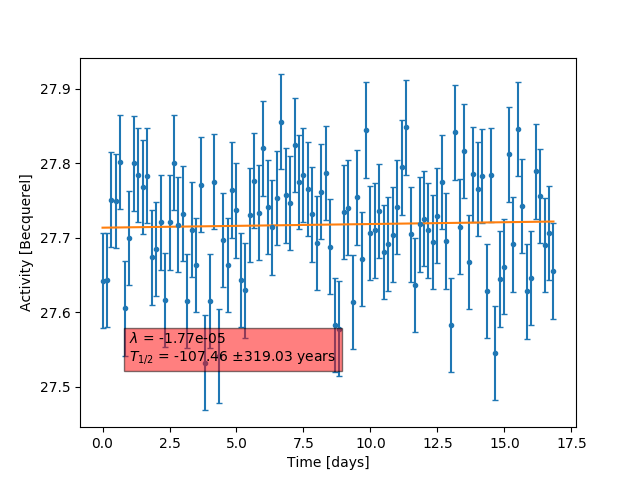 27.9
27.8
27.7
27.6
27.5
Activity [Becquerel]
λ = -1.77e-05
T1/2 = -107.46 ±319.03 years
0.0 2.5 5.0 7.5 10.0 12.5 15.0 17.5
Time [days]